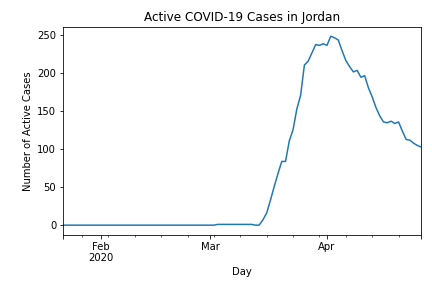 Active COVID-19 Cases in Jordan
Number of Active Cases
250
200
150
100
50
0
Feb
2020
Mar
Apr
Day